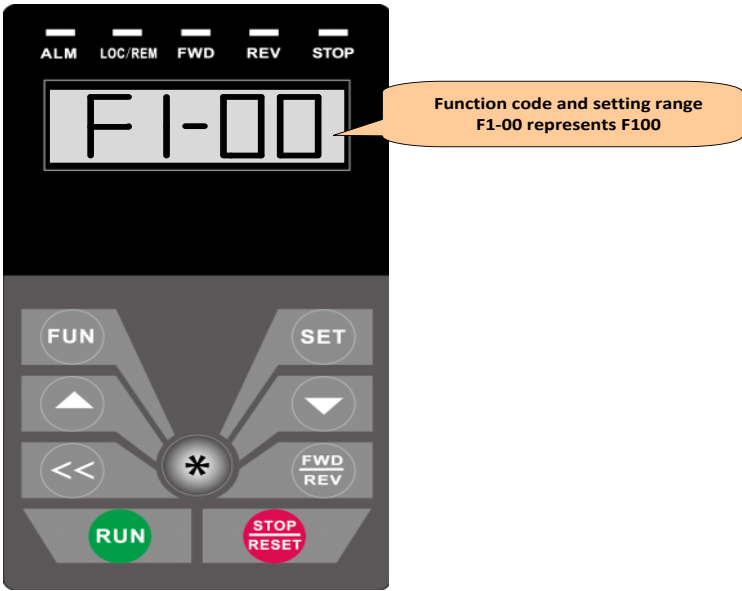 ALM LOC/REM FWD REV STOP
F1-00
Function code and setting range
F1-00 represents F100
FUN SET
<< * FWD
REV
RUN STOP
RESET